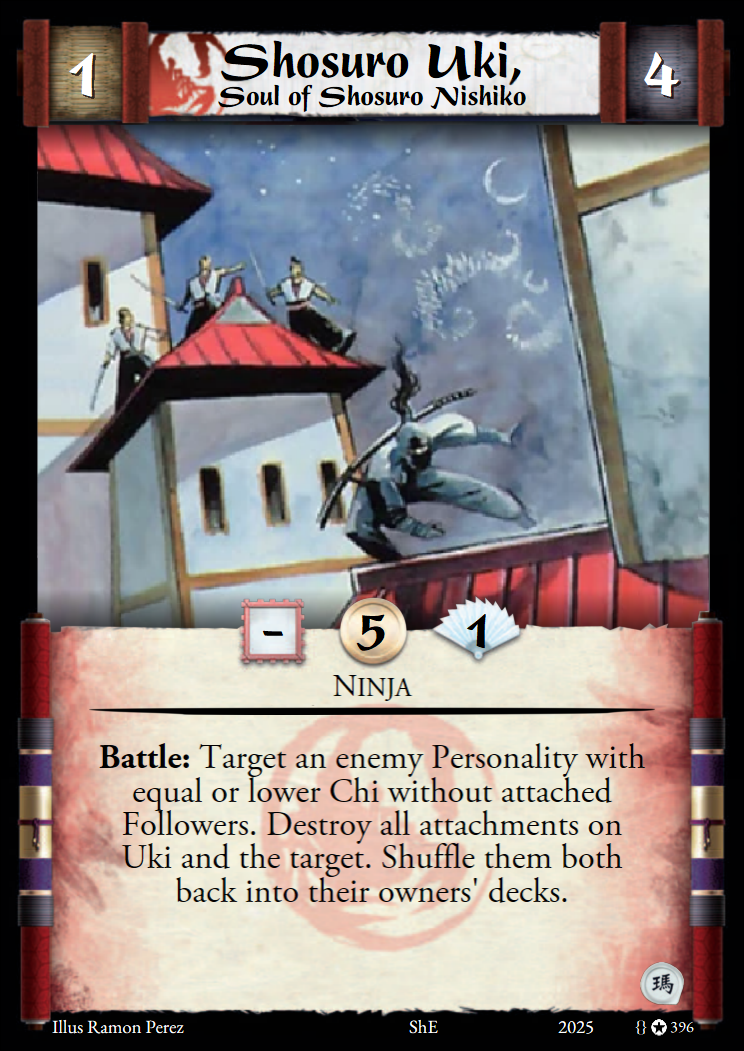 1
Shosuro Uki,
Soul of Shosuro Nishiko
4
- 5 1
Ninja
Battle: Target an enemy Personality with
equal or lower Chi without attached
Followers. Destroy all attachments on
Uki and the target. Shuffle them both
back into their owners' decks.
瑪
Illus Ramon Perez ShE 2025 {} ✪ 396